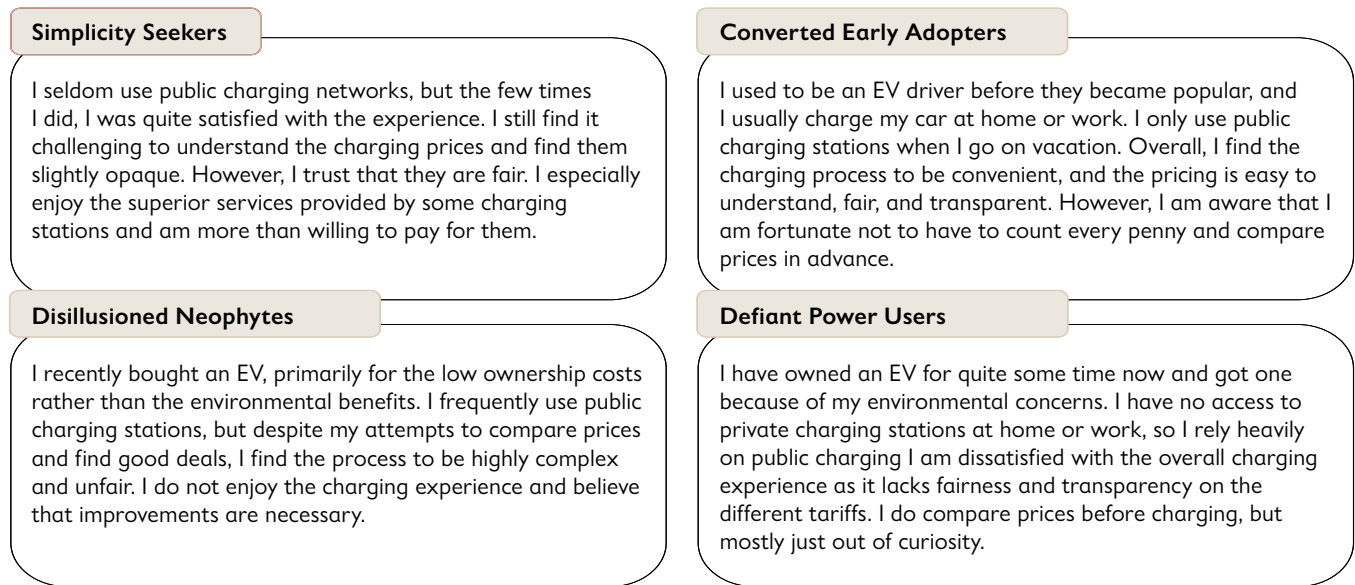 Simplicity Seekers
I seldom use public charging networks, but the few times
I did, I was quite satisfied with the experience. I still find it
challenging to understand the charging prices and find them
slightly opaque. However, I trust that they are fair. I especially
enjoy the superior services provided by some charging
stations and am more than willing to pay for them.
Converted Early Adopters
I used to be an EV driver before they became popular, and
I usually charge my car at home or work. I only use public
charging stations when I go on vacation. Overall, I find the
charging process to be convenient, and the pricing is easy to
understand, fair, and transparent. However, I am aware that I
am fortunate not to have to count every penny and compare
prices in advance.
Disillusioned Neophytes
I recently bought an EV, primarily for the low ownership costs
rather than the environmental benefits. I frequently use public
charging stations, but despite my attempts to compare prices
and find good deals, I find the process to be highly complex
and unfair. I do not enjoy the charging experience and believe
that improvements are necessary.
Defiant Power Users
I have owned an EV for quite some time now and got one
because of my environmental concerns. I have no access to
private charging stations at home or work, so I rely heavily
on public charging I am dissatisfied with the overall charging
experience as it lacks fairness and transparency on the
different tariffs. I do compare prices before charging, but
mostly just out of curiosity.